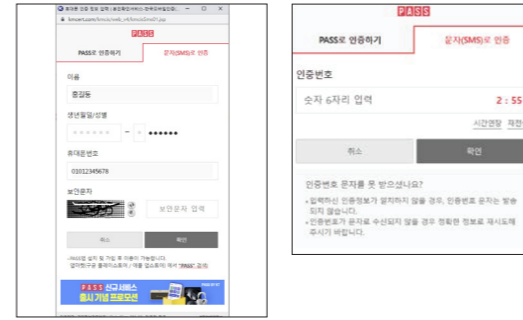 PASS
PASS로 인증하기
문자(SMS)로 인증
이름
홍길동
생년월일/성별
휴대폰번호
01012345678
보안문자
보안문자 입력
취소
확인
PASS 신규서비스
출시 기념 프로모션
PASS
PASS로 인증하기
문자(SMS)로 인증
인증번호
숫자 6자리 입력
2 : 55
시간연장
취소
확인
인증번호 문자를 못 받으셨나요?
입력하신 인증정보가 일치하지 않을 경우, 인증번호 문자는 발송
되지 않습니다.
인증번호가 문자로 수신되지 않을 경우 정확한 정보로 재시도해
주시기 바랍니다.